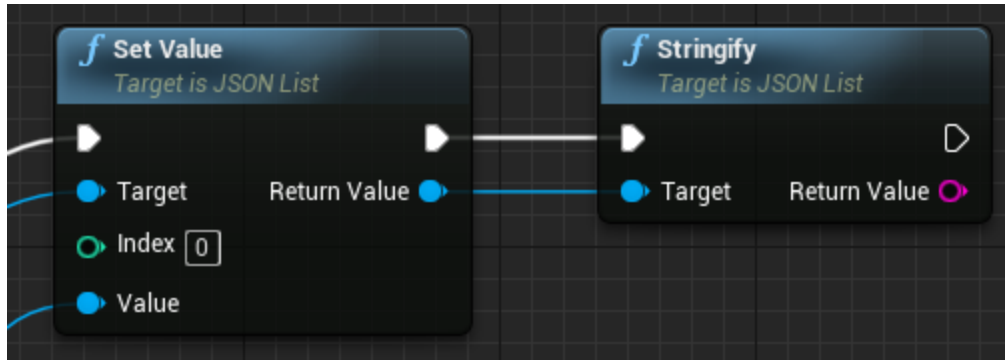 f Set Value
Target is JSON List
Target
Return Value
Index 0
Value
f Stringify
Target is JSON List
Target
Return Value